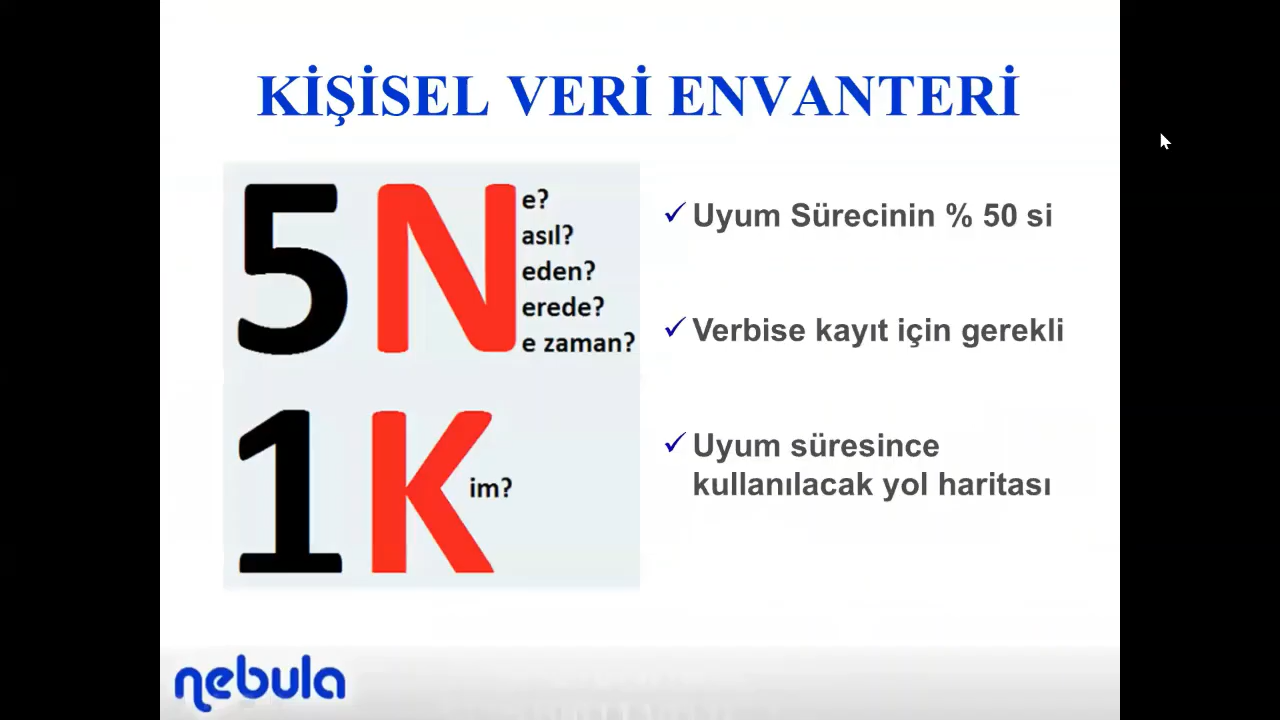 KİŞİSEL VERİ ENVANTERİ
5N e?
asıl?
eden?
erede?
e zaman?
1K im?
✓ Uyum Sürecinin % 50 si
✓ Verbise kayıt için gerekli
✓ Uyum süresince
kullanılacak yol haritası
nebula